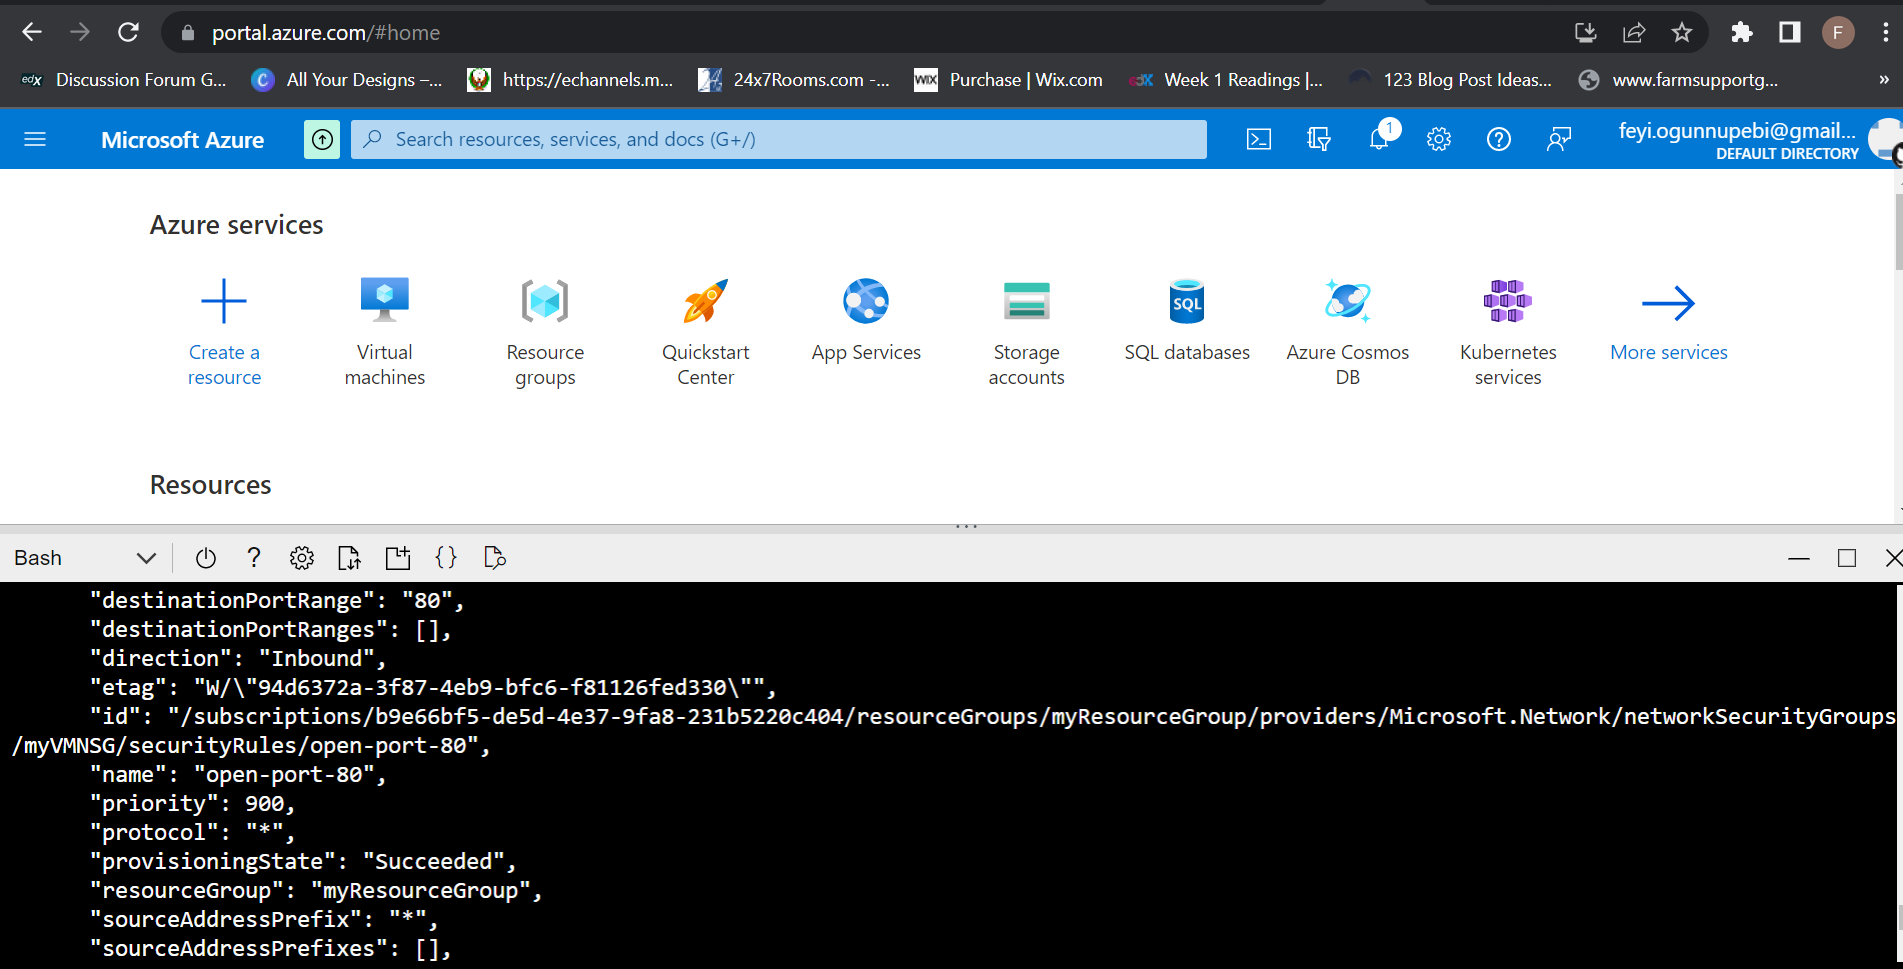 portal.azure.com/#home
F
edX Discussion Forum G...
C All Your Designs –...
https://echannels.m...
24x7Rooms.com -...
WIX Purchase | Wix.com
edX Week 1 Readings |...
123 Blog Post Ideas...
www.farmsupportg...
»
Microsoft Azure
Search resources, services, and docs (G+/)
1
feyi.ogunnupebi@gmail...
DEFAULT DIRECTORY
Azure services
Create a
resource
Virtual
machines
Resource
groups
Quickstart
Center
App Services
Storage
accounts
SQL
SQL databases
Azure Cosmos
DB
Kubernetes
services
More services
Resources
Bash
?
{}
"destinationPortRange": "80",
"destinationPortRanges": [],
"direction": "Inbound",
"etag": "W/\"94d6372a-3f87-4eb9-bfc6-f81126fed330\"",
"id": "/subscriptions/b9e66bf5-de5d-4e37-9fa8-231b5220c404/resourceGroups/myResourceGroup/providers/Microsoft.Network/networkSecurityGroups
/myVMNSG/securityRules/open-port-80",
"name": "open-port-80",
"priority": 900,
"protocol": "*",
"provisioningState": "Succeeded",
"resourceGroup": "myResourceGroup",
"sourceAddressPrefix": "*",
"sourceAddressPrefixes": [],